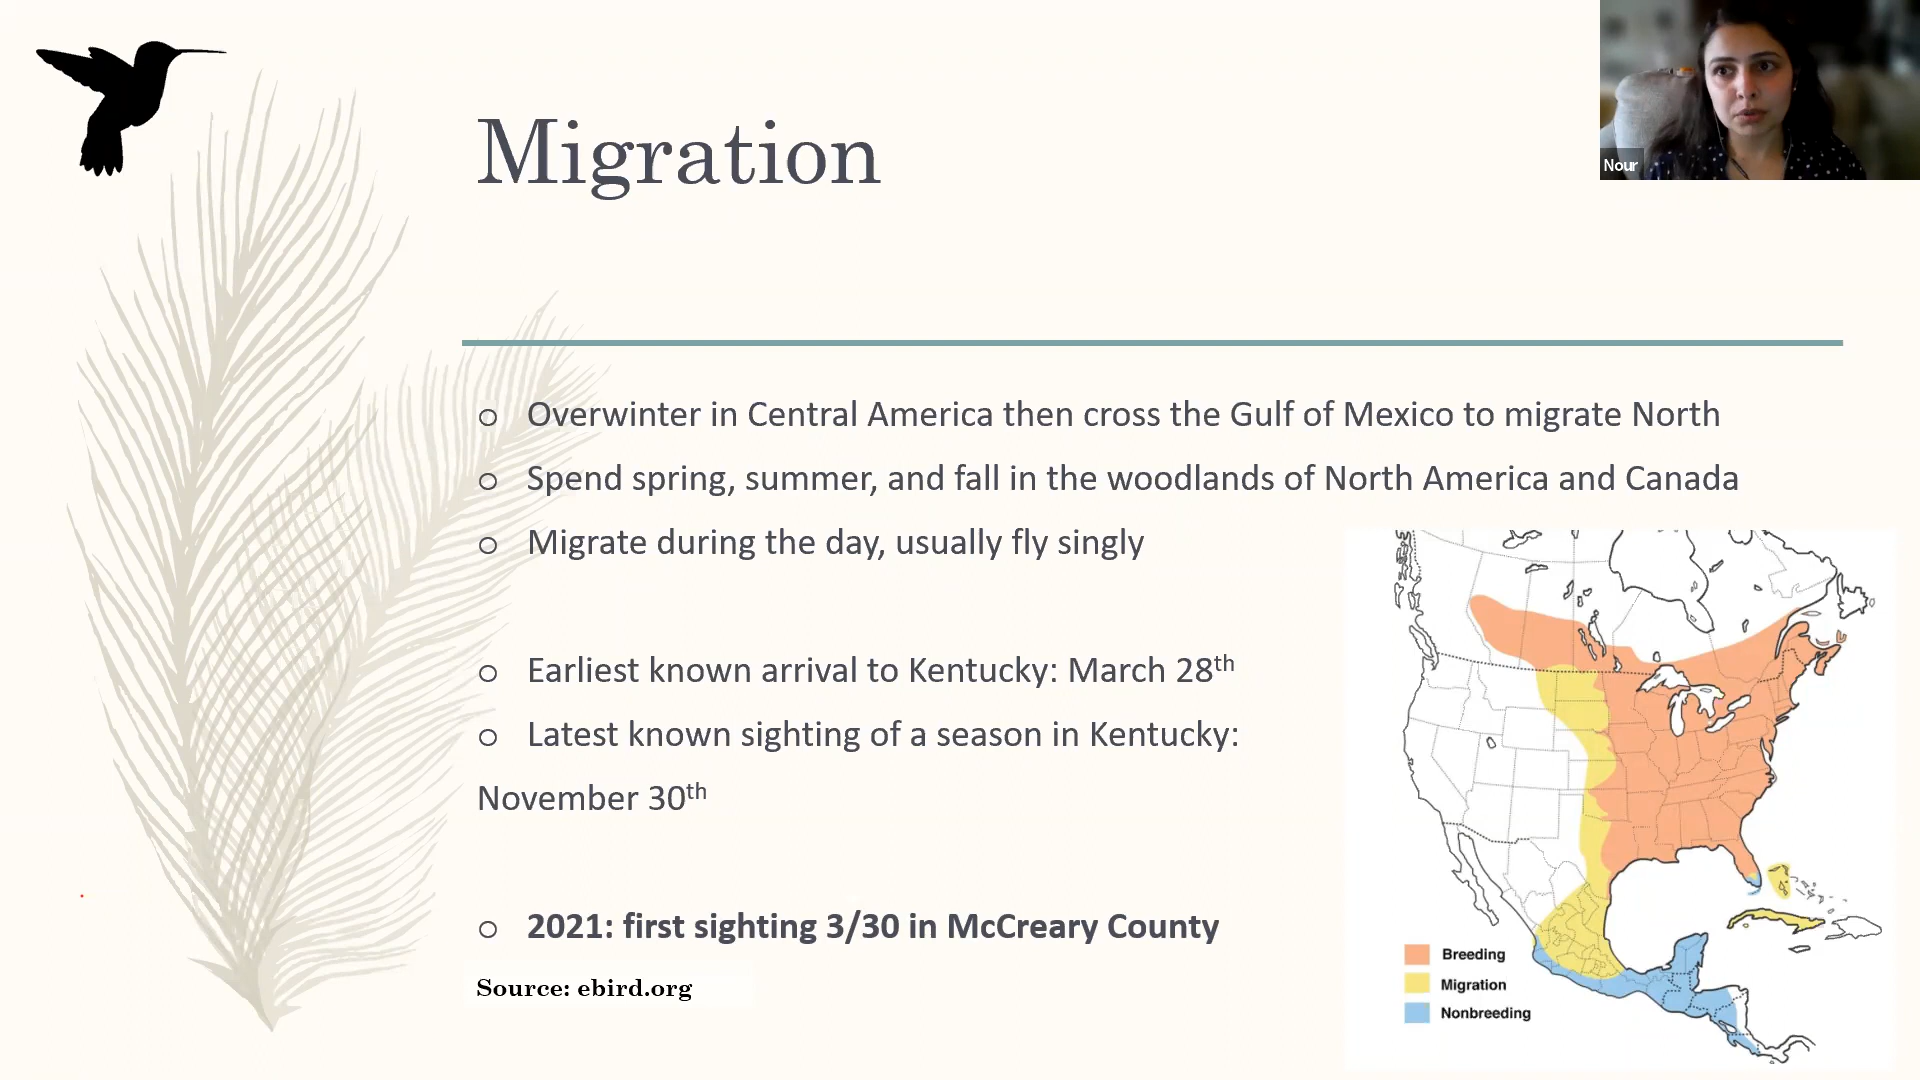 Migration
Nour
o Overwinter in Central America then cross the Gulf of Mexico to migrate North
o Spend spring, summer, and fall in the woodlands of North America and Canada
o Migrate during the day, usually fly singly
o Earliest known arrival to Kentucky: March 28th
o Latest known sighting of a season in Kentucky:
November 30th
o 2021: first sighting 3/30 in McCreary County
Source: ebird.org
Breeding
Migration
Nonbreeding